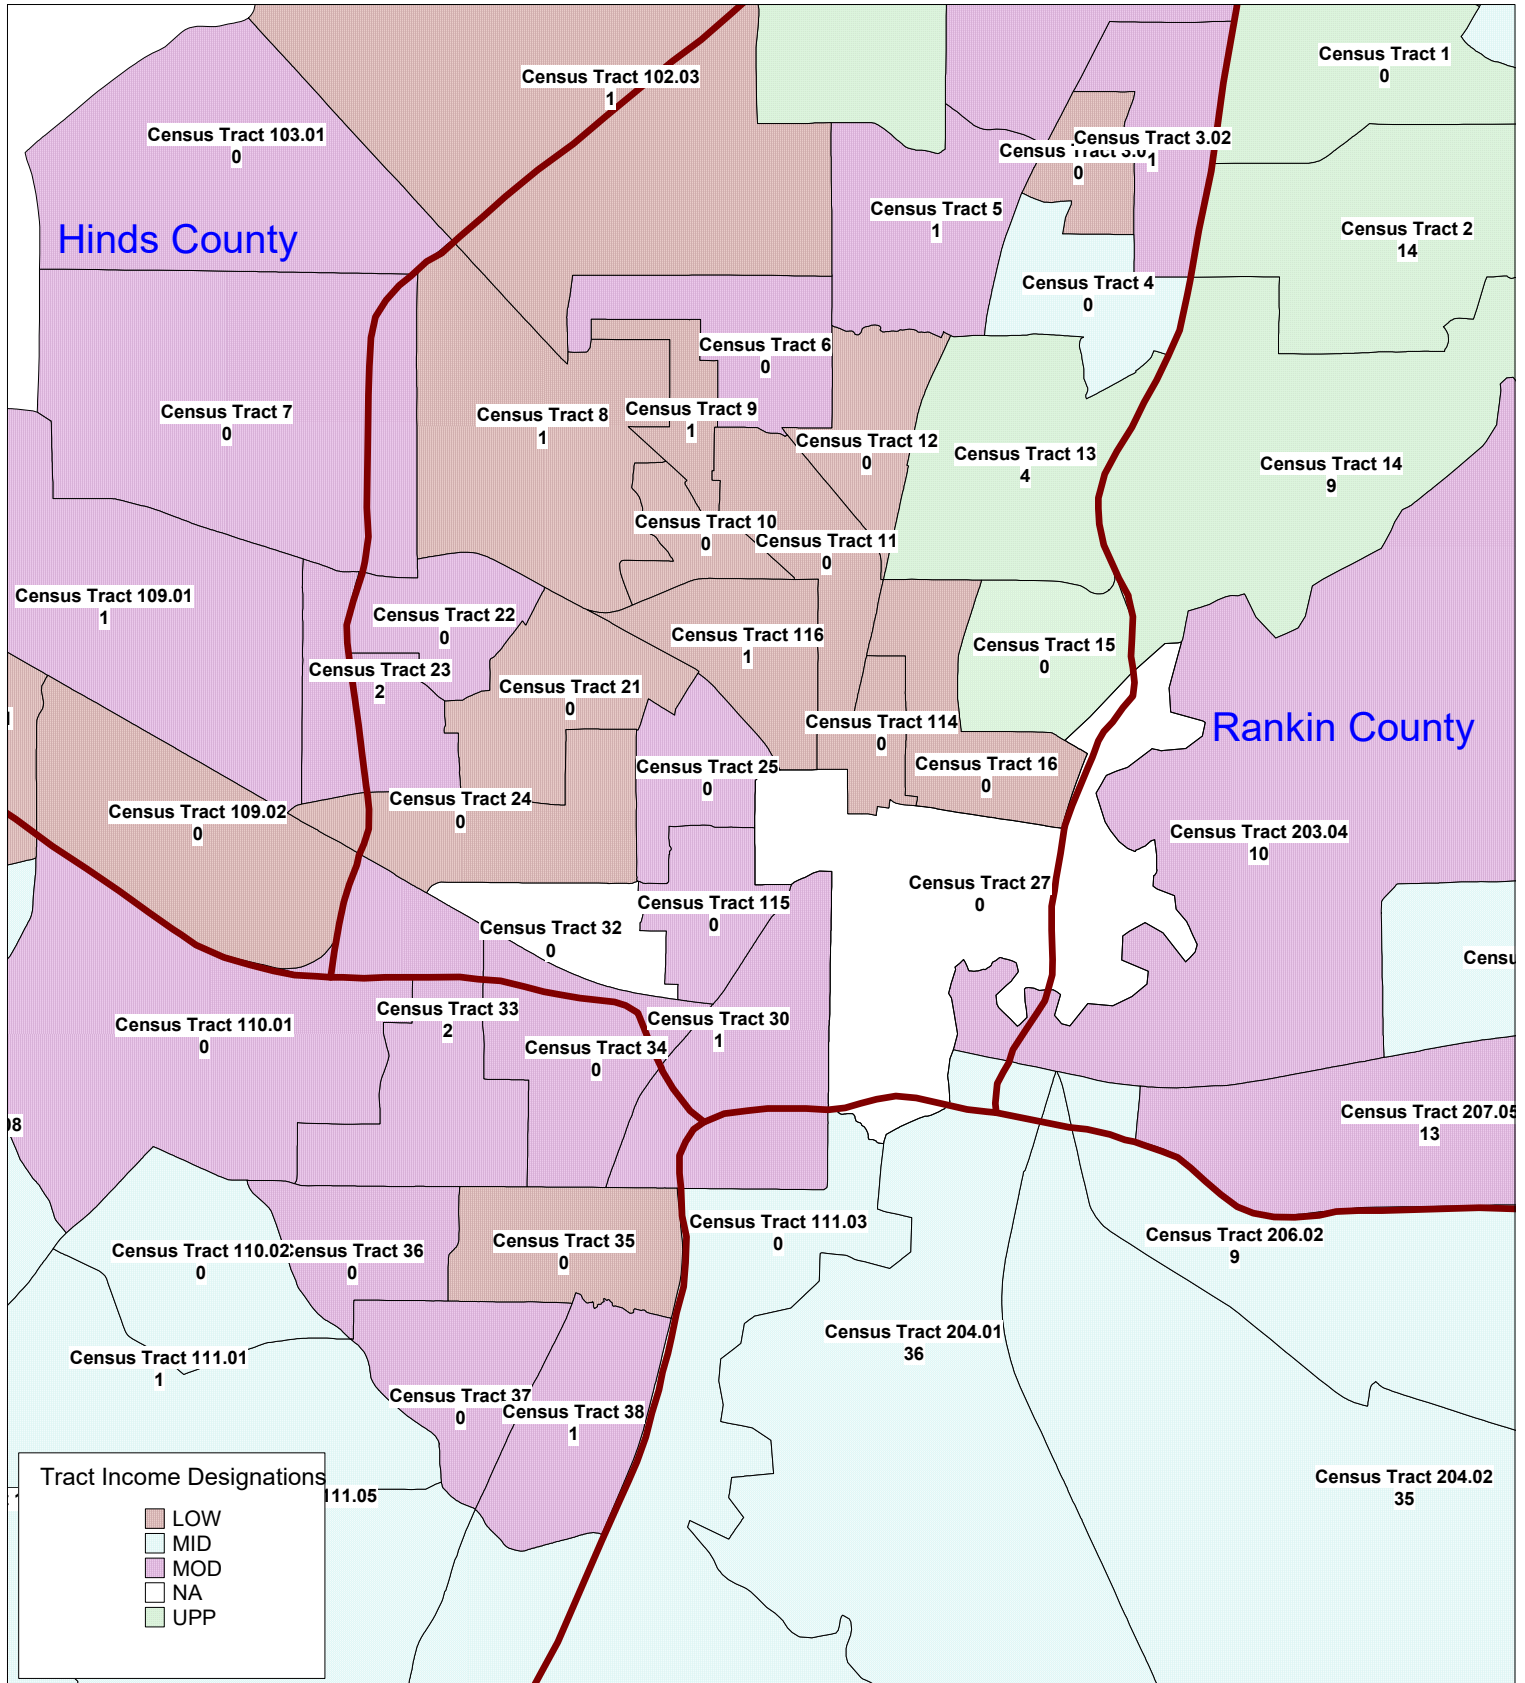 Census Tract 1
0
Census Tract 102.03
1
Census Tract 103.01
0
Census Tract 3.02
1
Census Tract 3.0
0
Census Tract 5
1
Census Tract 2
14
Hinds County
Census Tract 4
0
Census Tract 6
0
Census Tract 7
0
Census Tract 8
1
Census Tract 9
1
Census Tract 12
0
Census Tract 13
4
Census Tract 14
9
Census Tract 10
0
Census Tract 11
0
Census Tract 109.01
1
Census Tract 22
0
Census Tract 116
1
Census Tract 15
0
Census Tract 23
2
Census Tract 21
0
Census Tract 114
0
Rankin County
Census Tract 25
0
Census Tract 16
0
Census Tract 24
0
Census Tract 109.02
0
Census Tract 203.04
10
Census Tract 27
0
Census Tract 115
0
Census Tract 32
0
Censu
Census Tract 33
2
Census Tract 30
1
Census Tract 110.01
0
Census Tract 34
0
08
Census Tract 207.05
13
Census Tract 111.03
0
Census Tract 206.02
9
Census Tract 35
0
Census Tract 110.02
0
Census Tract 36
0
Census Tract 204.01
36
Census Tract 111.01
1
Census Tract 37
0
Census Tract 38
1
Census Tract 204.02
35
111.05
Tract Income Designations
LOW
MID
MOD
NA
UPP